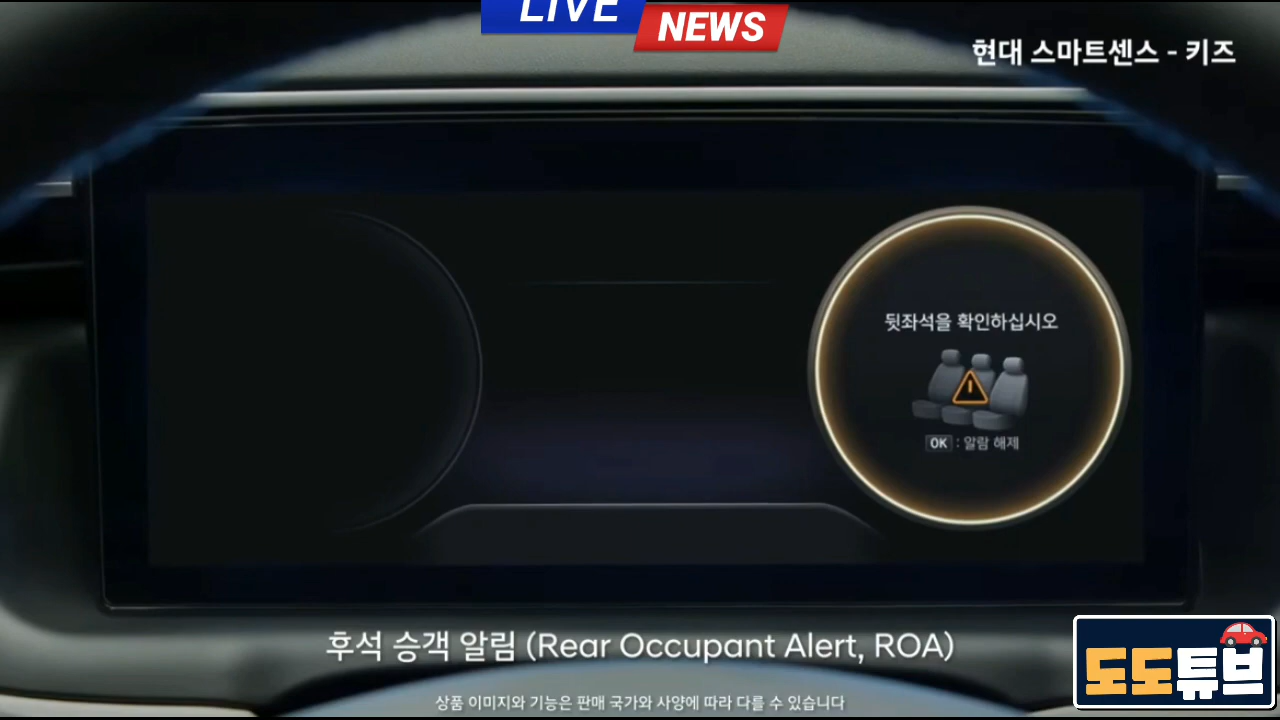 LIVE
NEWS
현대 스마트센스 - 키즈
뒷좌석을 확인하십시오
OK : 알람 해제
후석 승객 알림 (Rear Occupant Alert, ROA)
상품 이미지와 기능은 판매 국가와 사양에 따라 다를 수 있습니다
도도튜브